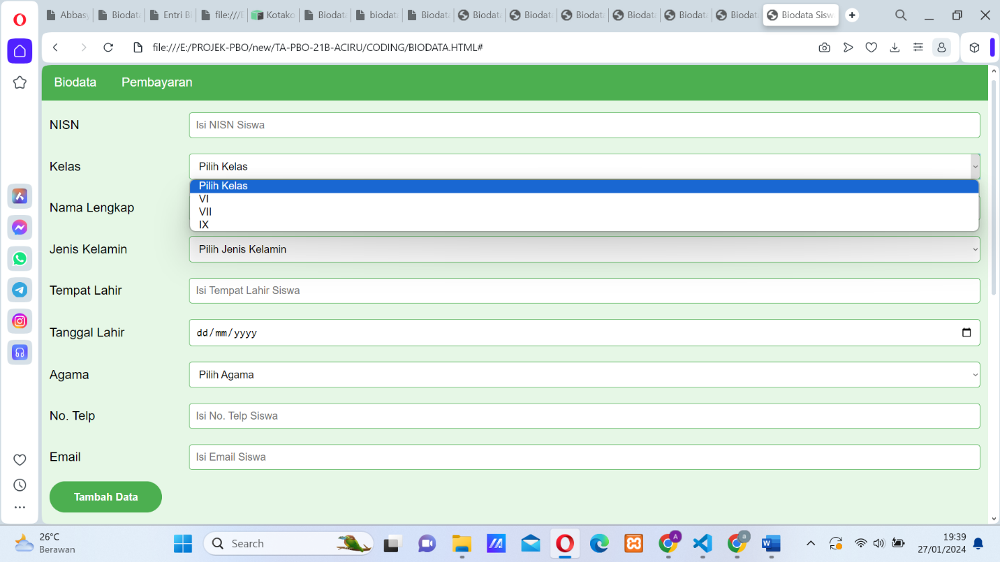 Abbasy
Biodat
Entri Bi
file:///E
Kotako
Biodat
biodat
Biodat
Biodat
Biodat
Biodat
Biodat
Biodat
Biodat
Biodata Sisw
file:///E:/PROJEK-PBO/new/TA-PBO-21B-ACIRU/CODING/BIODATA.HTML#
Biodata Pembayaran
NISN Isi NISN Siswa
Kelas Pilih Kelas
Pilih Kelas
VI
VII
IX
Nama Lengkap
Jenis Kelamin Pilih Jenis Kelamin
Tempat Lahir Isi Tempat Lahir Siswa
Tanggal Lahir dd/mm/yyyy
Agama Pilih Agama
No. Telp Isi No. Telp Siswa
Email Isi Email Siswa
Tambah Data
26°C
Berawan
Search
19:39
27/01/2024